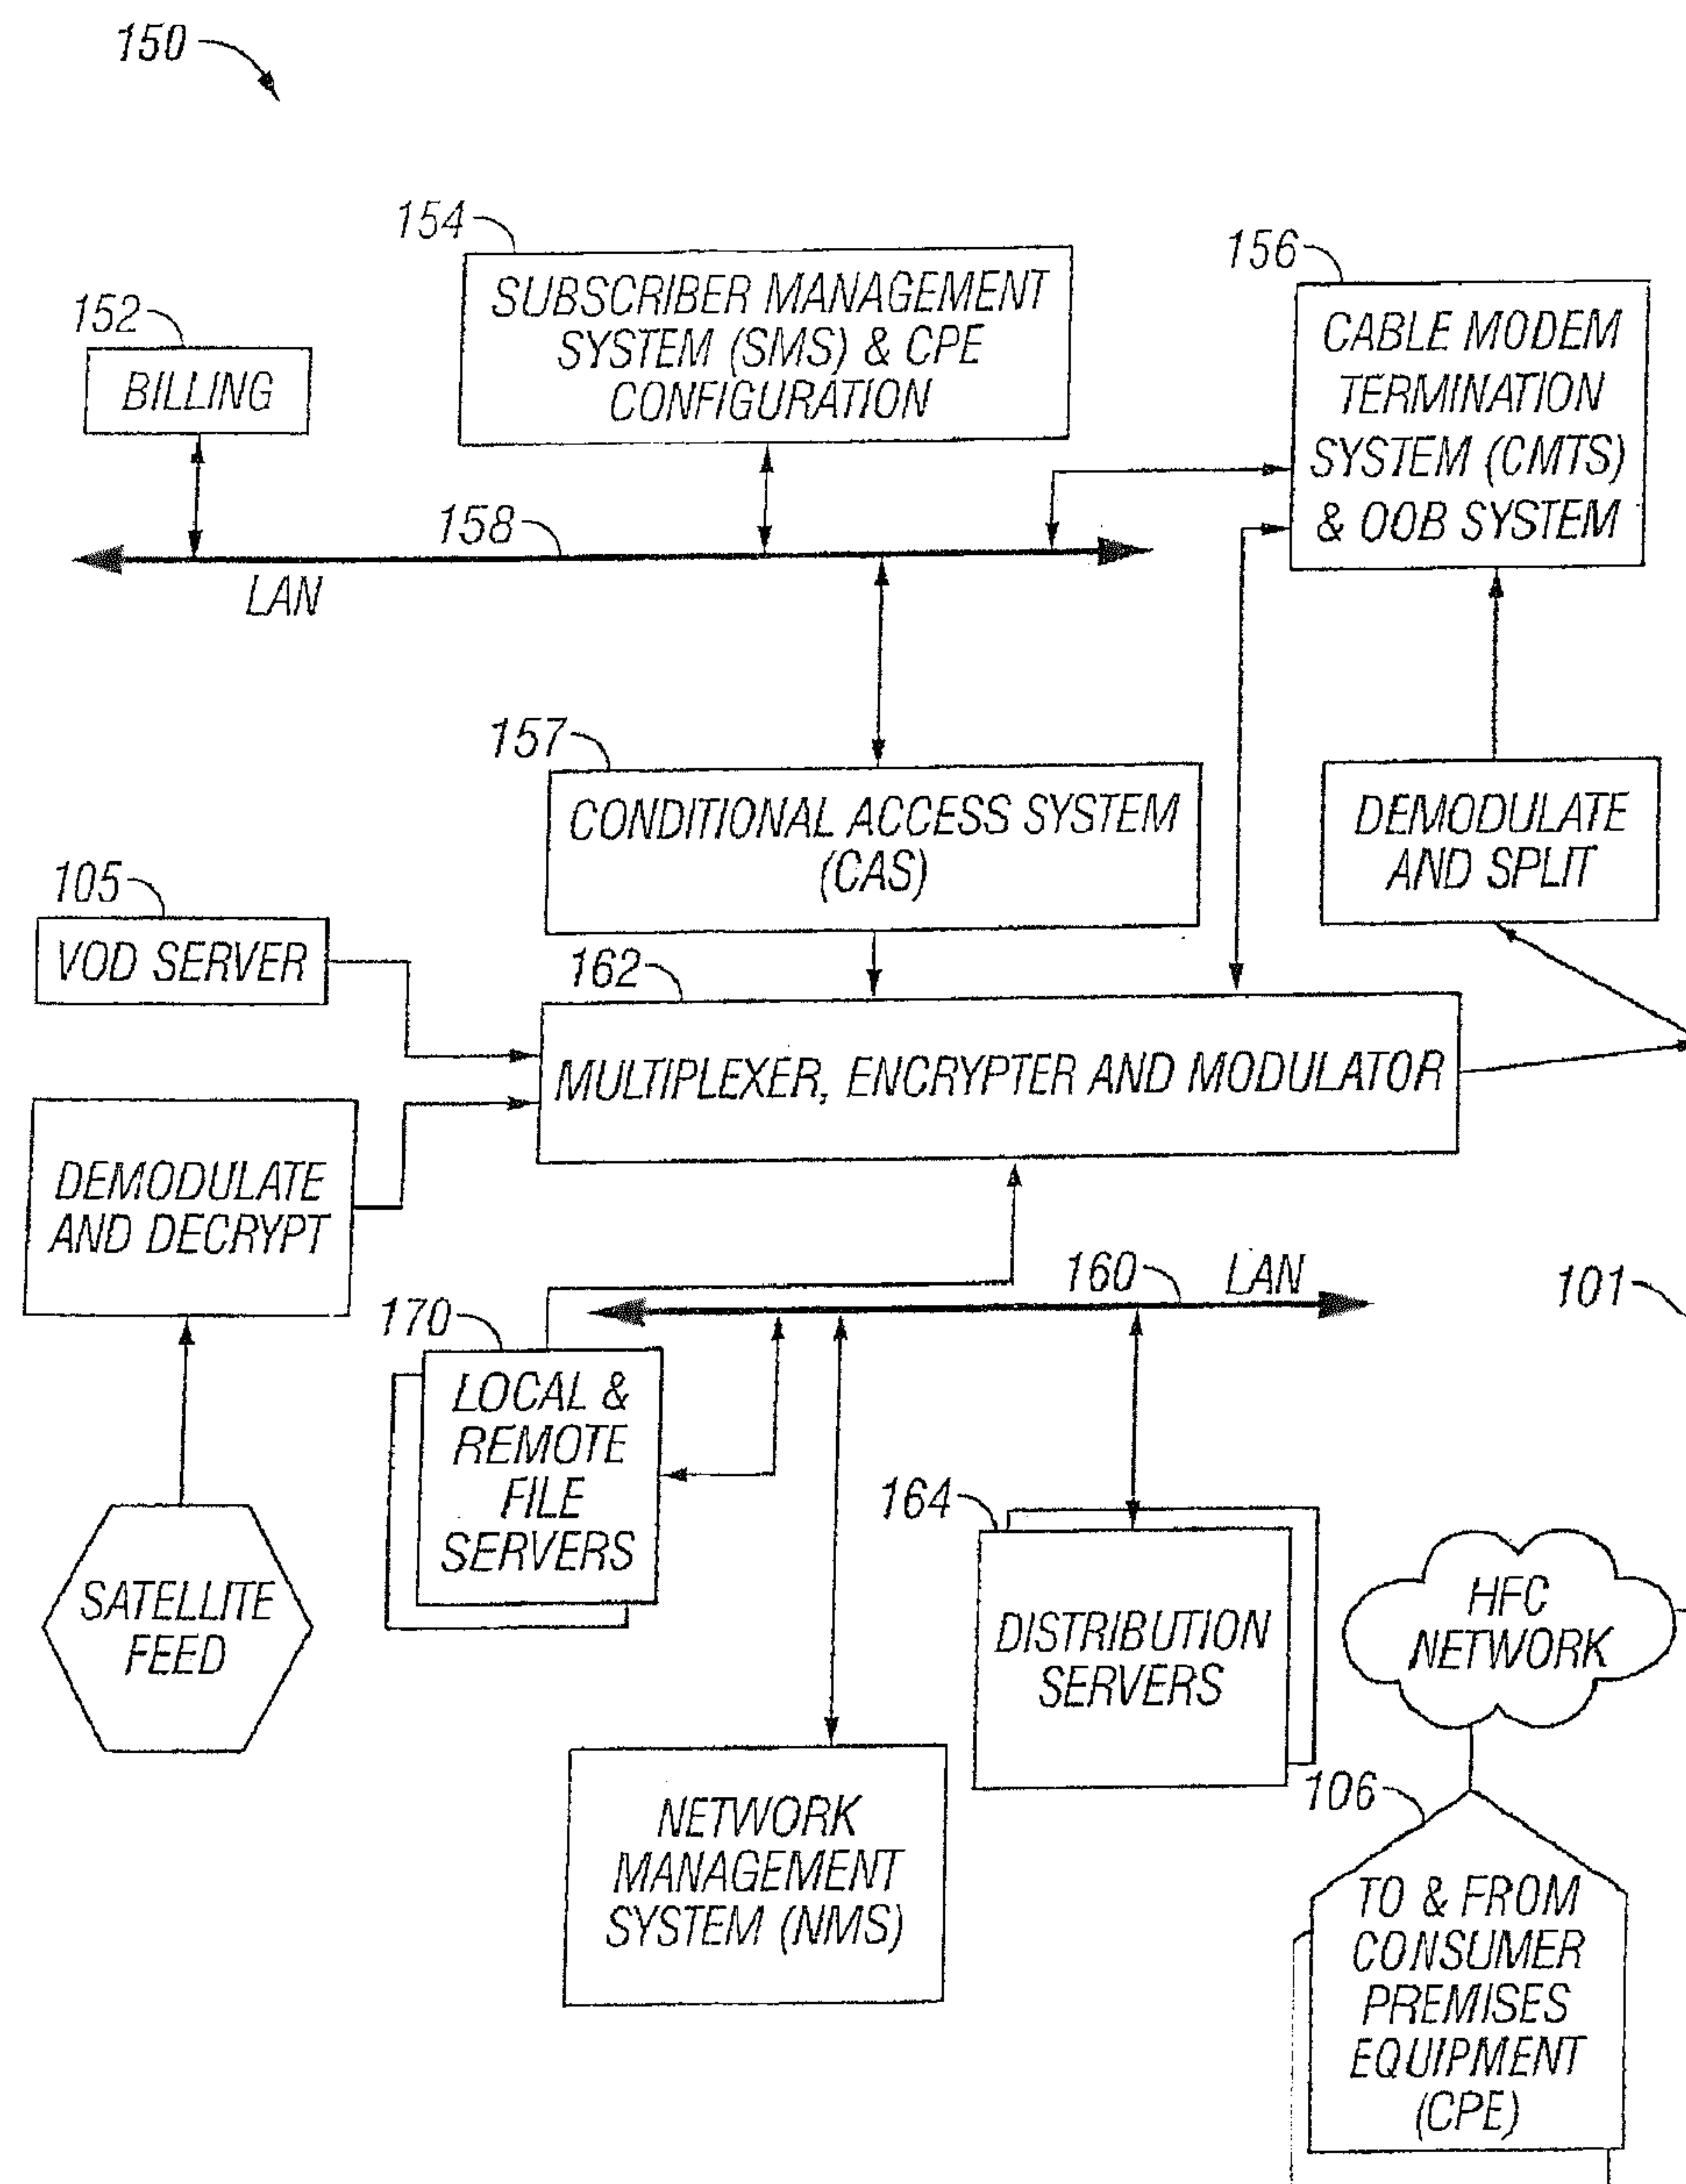 150
154
SUBSCRIBER MANAGEMENT
SYSTEM (SMS) & CPE
CONFIGURATION
156
CABLE MODEM
TERMINATION
SYSTEM (CMTS)
& OOB SYSTEM
152
BILLING
158
LAN
157
CONDITIONAL ACCESS SYSTEM
(CAS)
DEMODULATE
AND SPLIT
105
VOD SERVER
162
MULTIPLEXER, ENCRYPTER AND MODULATOR
DEMODULATE
AND DECRYPT
160
LAN
101
170
LOCAL &
REMOTE
FILE
SERVERS
164
DISTRIBUTION
SERVERS
SATELLITE
FEED
HFC
NETWORK
NETWORK
MANAGEMENT
SYSTEM (NMS)
106
TO & FROM
CONSUMER
PREMISES
EQUIPMENT
(CPE)